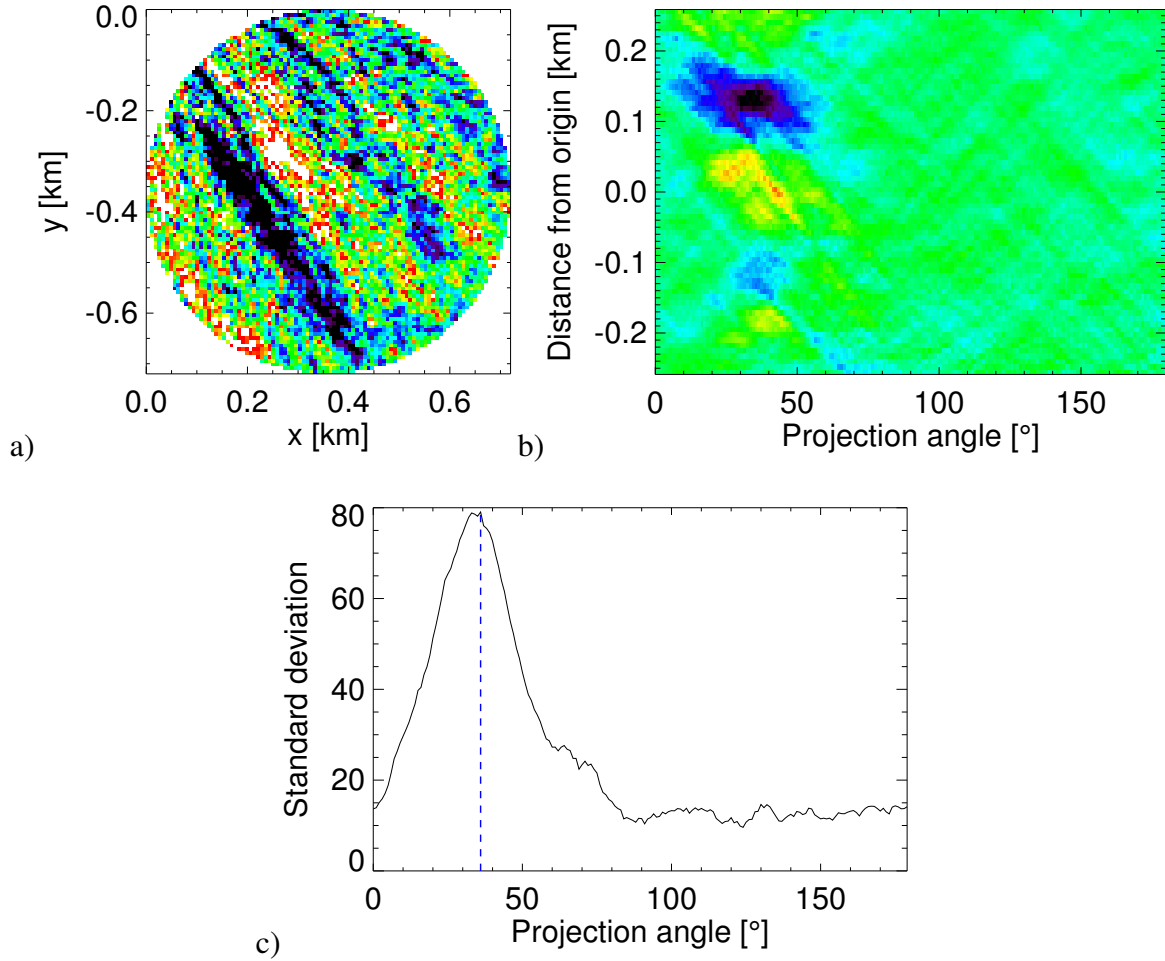 0.0
-0.2
-0.4
-0.6
y [km]
0.0 0.2 0.4 0.6
x [km]
a)
0.2
0.1
0.0
-0.1
-0.2
Distance from origin [km]
0 50 100 150
Projection angle [°]
b)
80
60
40
20
0
Standard deviation
0 50 100 150
Projection angle [°]
c)